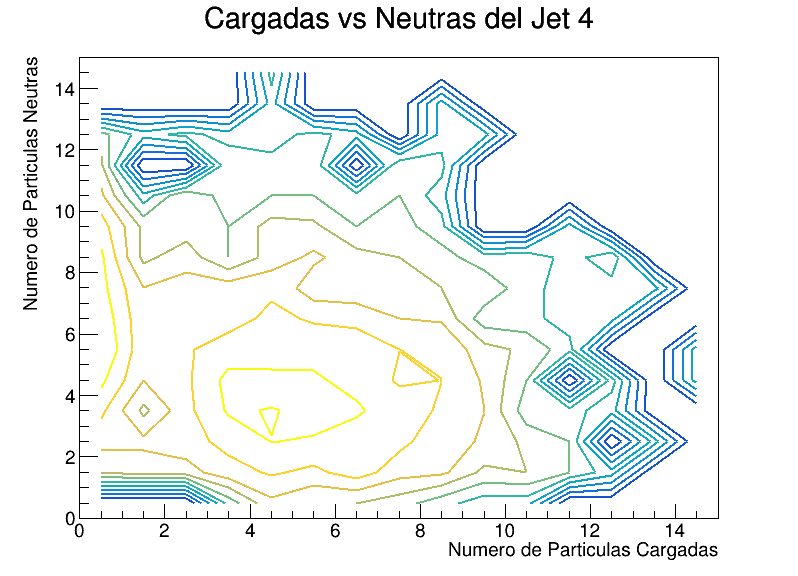 Cargadas vs Neutras del Jet 4
Numero de Particulas Neutras
14
12
10
8
6
4
2
0
0 2 4 6 8 10 12 14
Numero de Particulas Cargadas